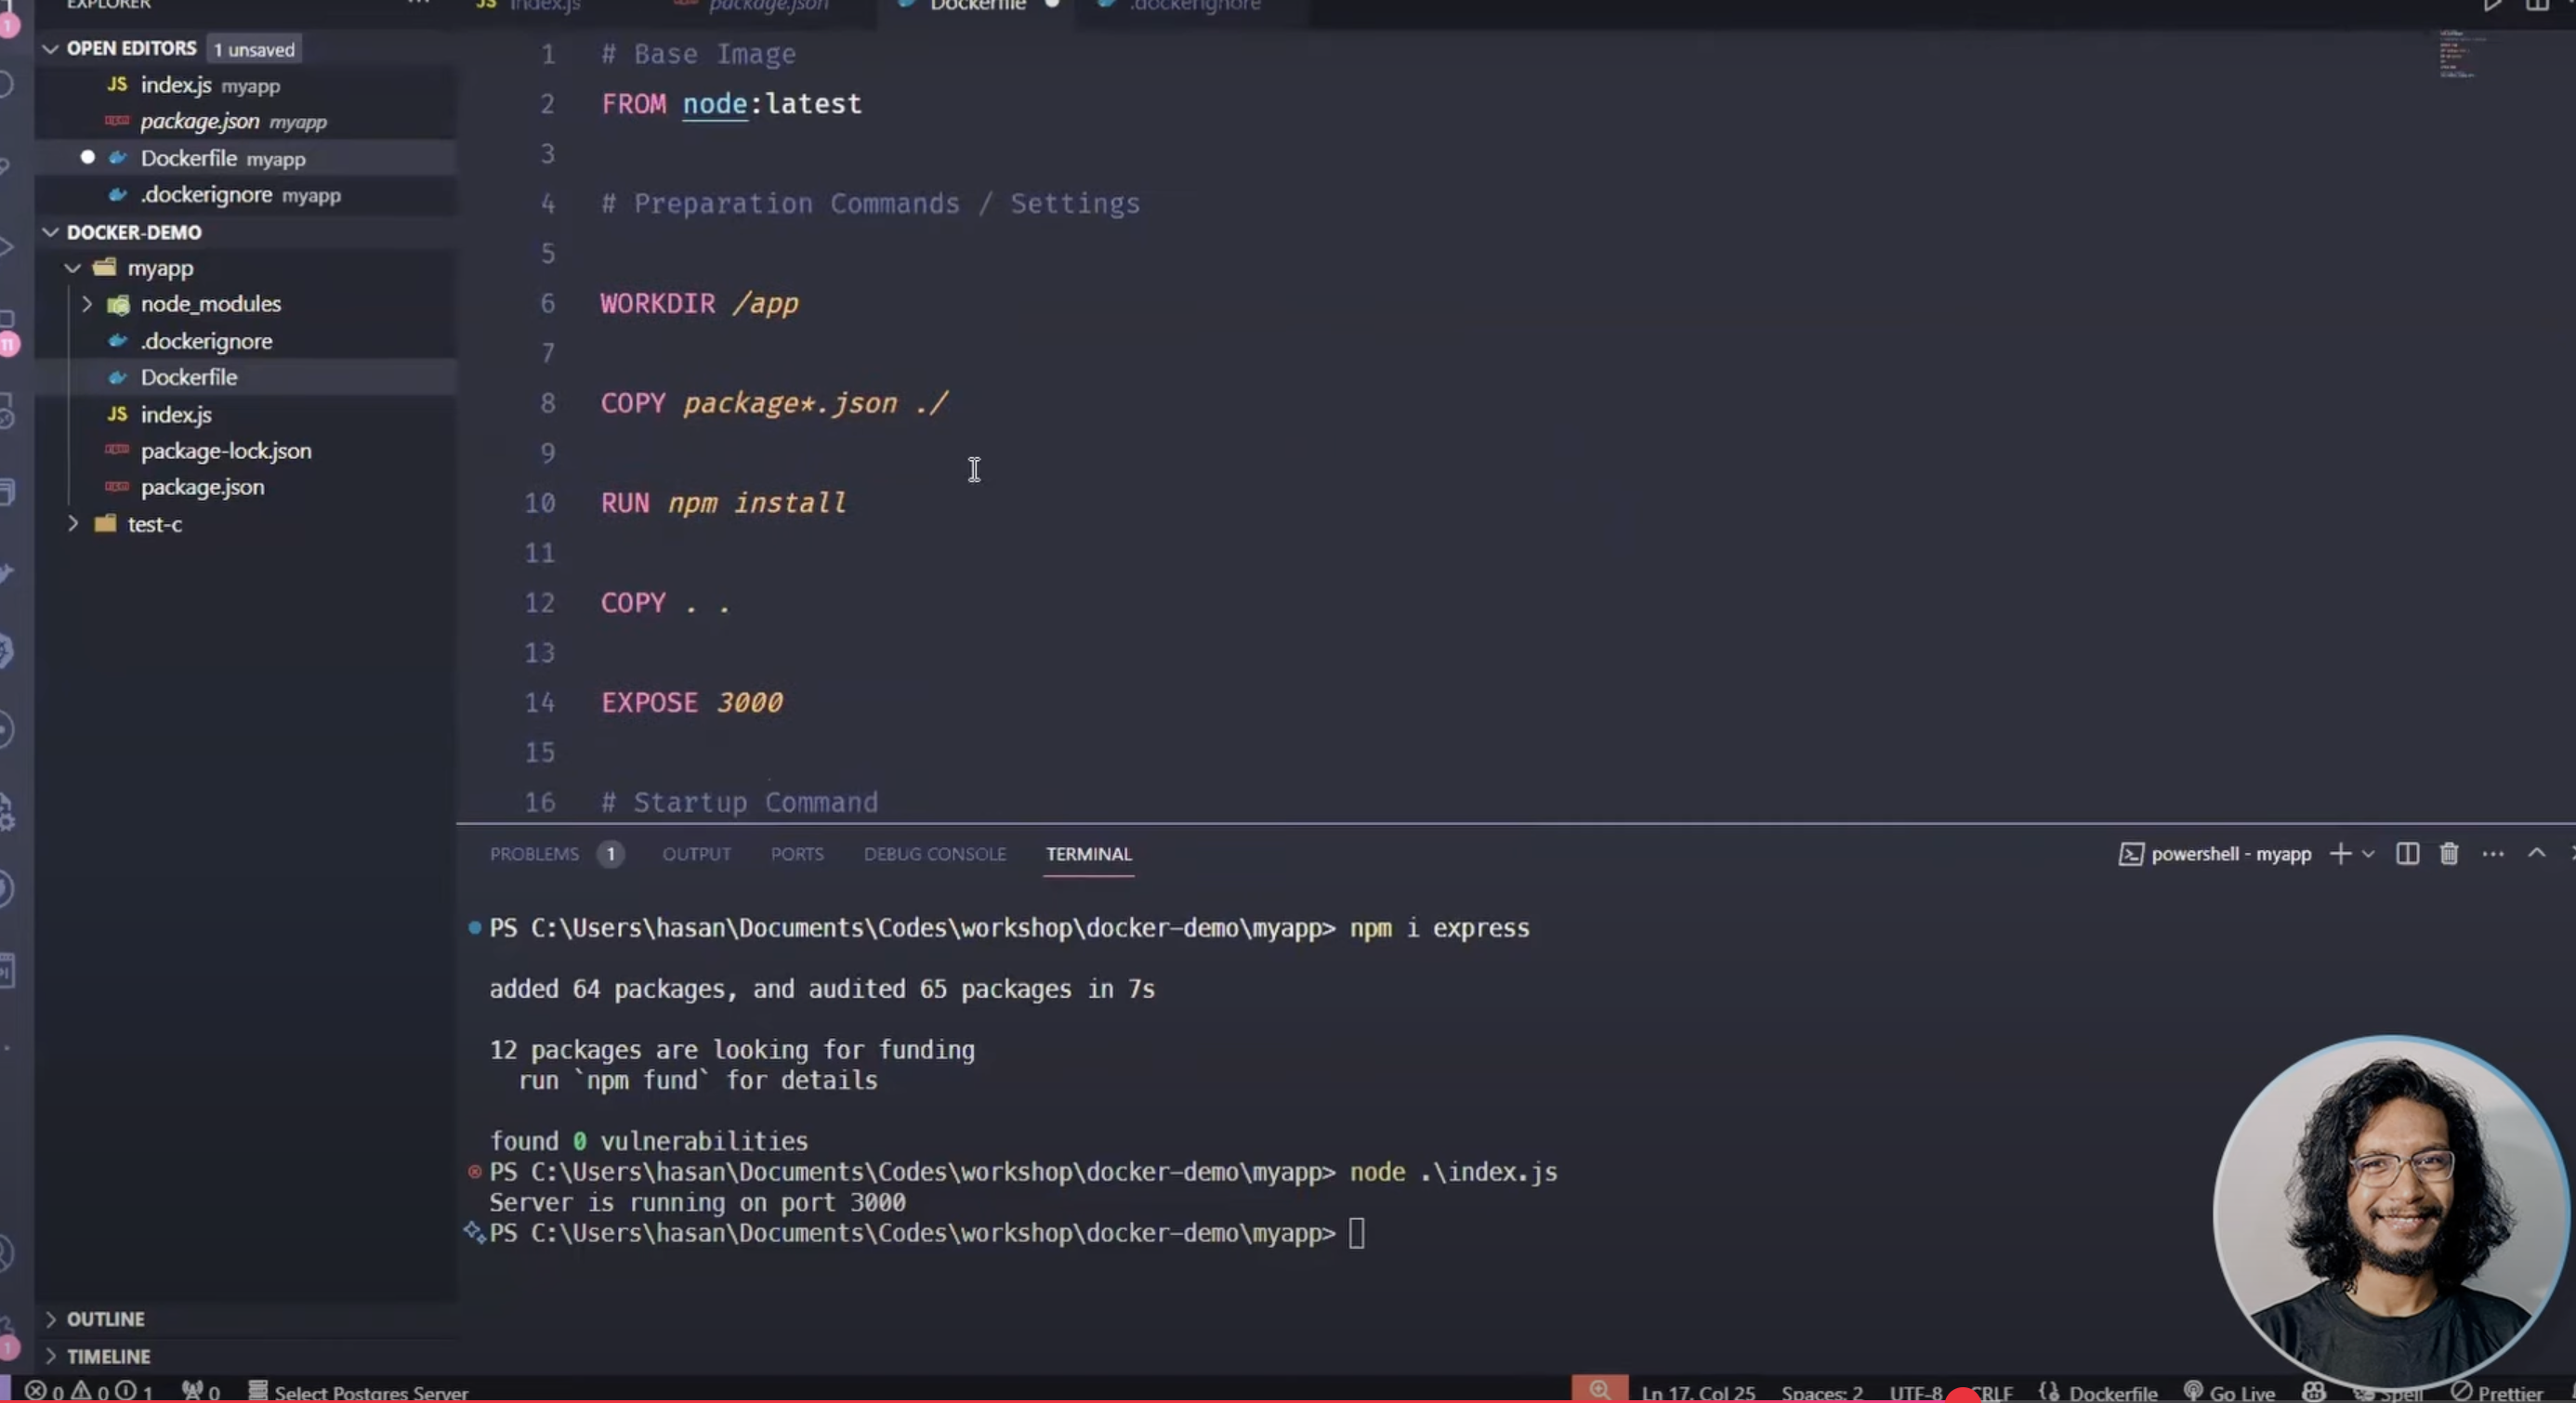 EXPLORER
index.js
package.json
Dockerfile
.dockerignore
OPEN EDITORS 1 unsaved
index.js myapp
package.json myapp
Dockerfile myapp
.dockerignore myapp
DOCKER-DEMO
myapp
node_modules
.dockerignore
Dockerfile
index.js
package-lock.json
package.json
test-c
OUTLINE
TIMELINE
1 # Base Image
2 FROM node:latest
3
4 # Preparation Commands / Settings
5
6 WORKDIR /app
7
8 COPY package*.json ./
9
10 RUN npm install
11
12 COPY . .
13
14 EXPOSE 3000
15
16 # Startup Command
PROBLEMS 1 OUTPUT PORTS DEBUG CONSOLE TERMINAL
powershell - myapp
PS C:\Users\hasan\Documents\Codes\workshop\docker-demo\myapp> npm i express
added 64 packages, and audited 65 packages in 7s
12 packages are looking for funding
run `npm fund` for details
found 0 vulnerabilities
PS C:\Users\hasan\Documents\Codes\workshop\docker-demo\myapp> node .\index.js
Server is running on port 3000
PS C:\Users\hasan\Documents\Codes\workshop\docker-demo\myapp>
0 0 1 0 Select Postgres Server
Ln 17, Col 25 Spaces: 2 UTF-8 CRLF Dockerfile Go Live Spell Prettier